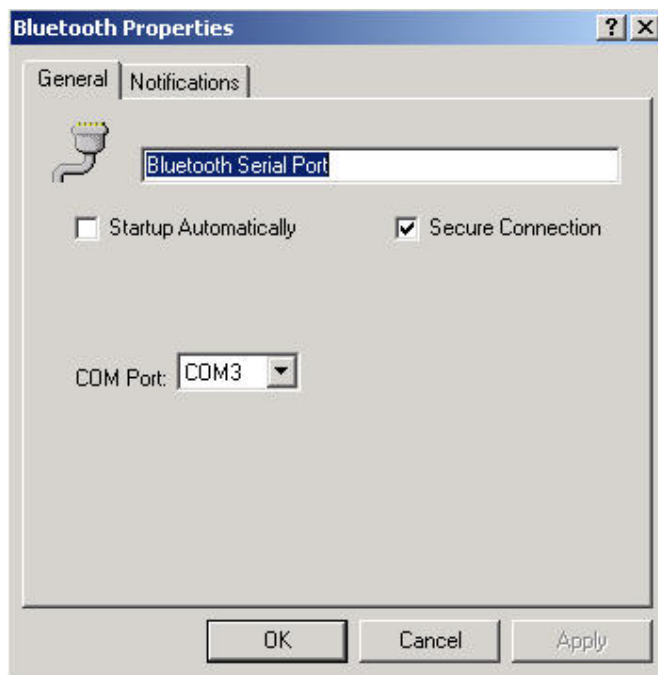 Bluetooth Properties
General Notifications
Bluetooth Serial Port
Startup Automatically Secure Connection
COM Port: COM3
OK Cancel Apply